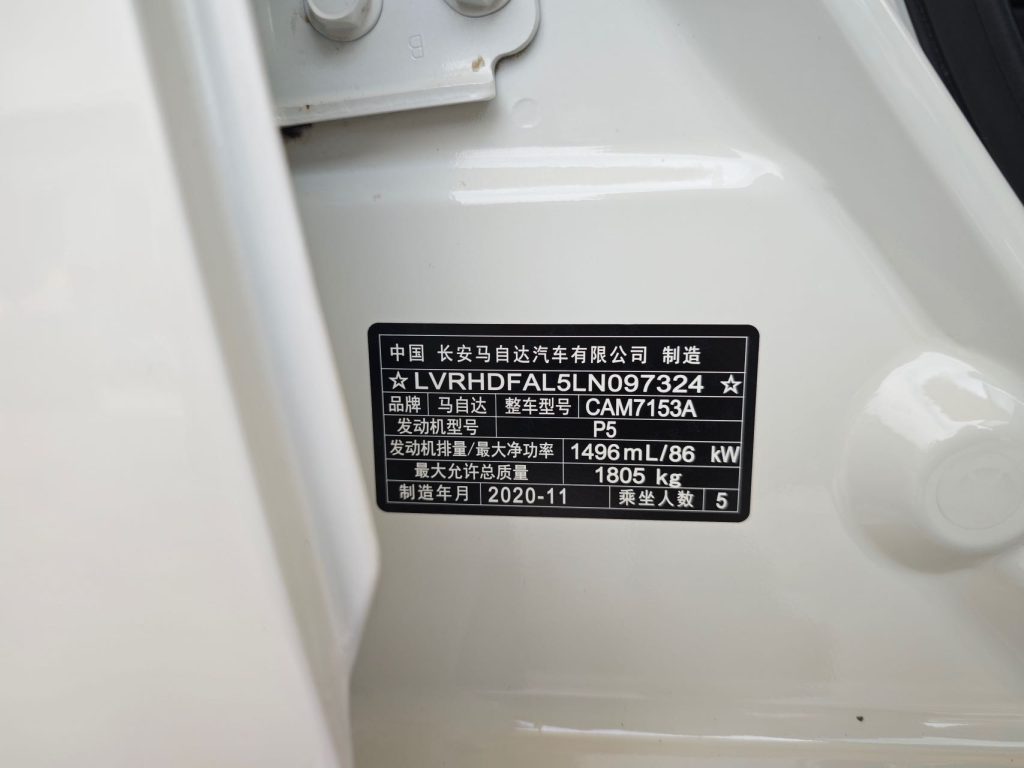 B
中国 长安马自达汽车有限公司 制造
☆LVRHDFAL5LN097324☆
品牌 马自达 整车型号 CAM7153A
发动机型号 P5
发动机排量/最大净功率 1496mL/86 kW
最大允许总质量 1805 kg
制造年月 2020-11 乘坐人数 5